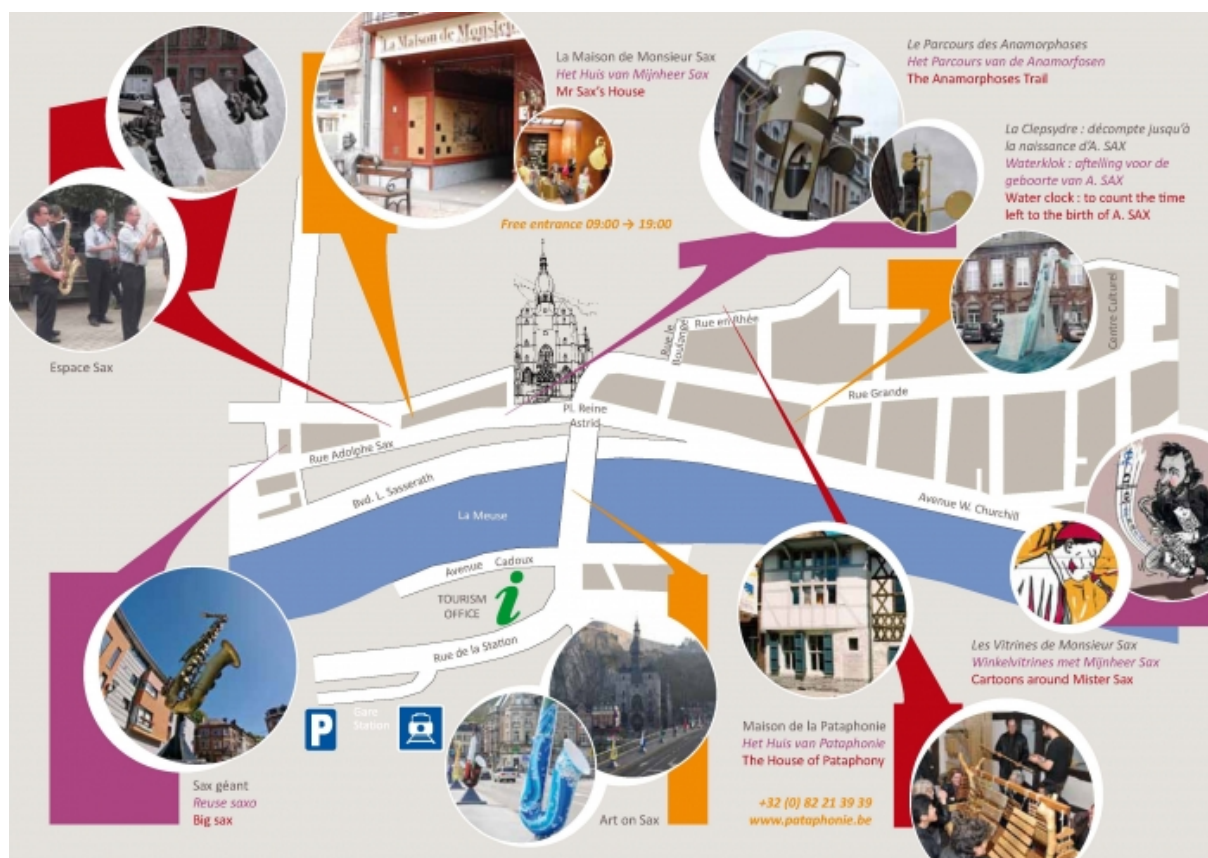 La Maison de Monsieur
La Maison de Monsieur Sax
Het Huis van Mijnheer Sax
Mr Sax's House
Free entrance 09:00 → 19:00
Le Parcours des Anamorphoses
Het Parcours van de Anamorfosen
The Anamorphoses Trail
La Clepsydre : décompte jusqu'à
la naissance d'A. SAX
Waterklok : aftelling voor de
geboorte van A. SAX
Water clock : to count the time
left to the birth of A. SAX
Espace Sax
Rue le
Boulange
Rue en Rhée
Centre Culturel
Rue Grande
Pl. Reine
Astrid
Rue Adolphe Sax
Bvd. L. Sasserath
La Meuse
Avenue W. Churchill
Avenue Cadoux
TOURISM
OFFICE
i
Rue de la Station
P
Gare
Station
Sax géant
Reuse saxo
Big sax
Art on Sax
Maison de la Pataphonie
Het Huis van Pataphonie
The House of Pataphony
+32 (0) 82 21 39 39
www.pataphonie.be
Les Vitrines de Monsieur Sax
Winkelvitrines met Mijnheer Sax
Cartoons around Mister Sax